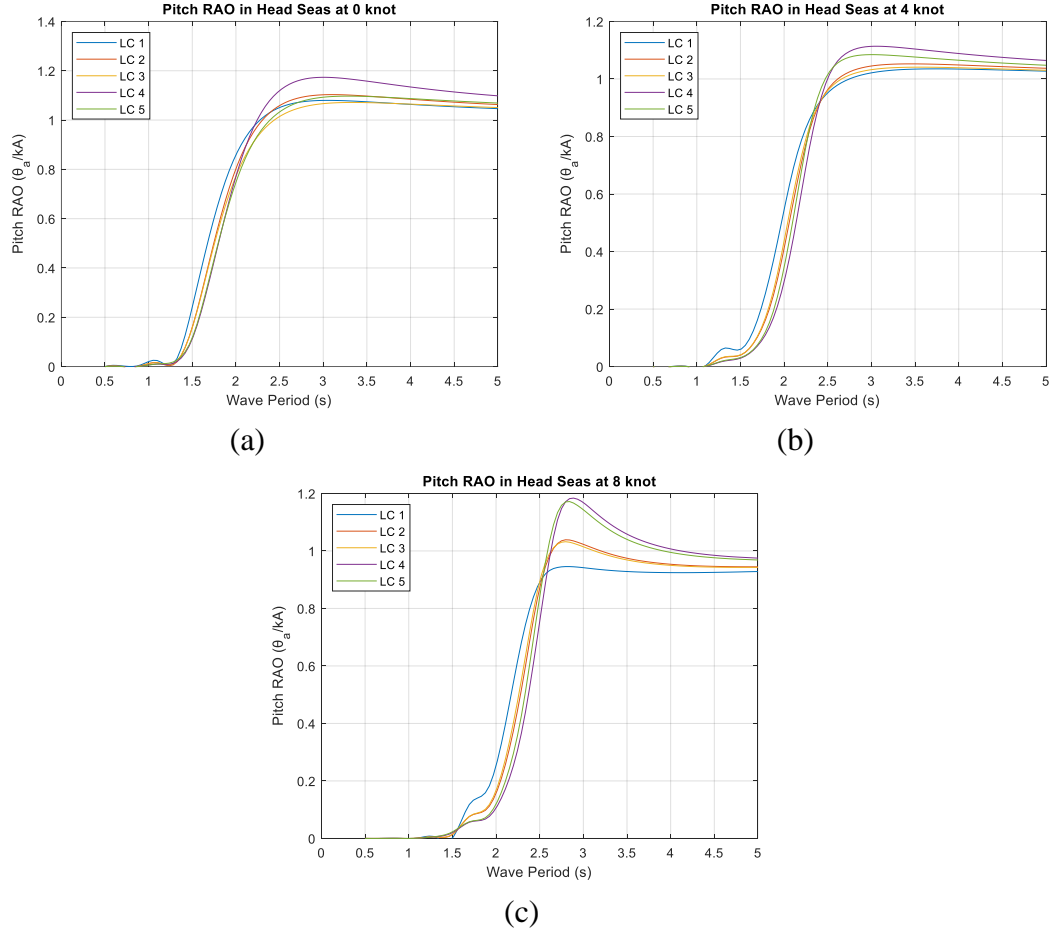 Pitch RAO in Head Seas at 0 knot
1.4
1.2
1
0.8
0.6
0.4
0.2
0
Pitch RAO (θ_a/kA)
LC 1
LC 2
LC 3
LC 4
LC 5
0 0.5 1 1.5 2 2.5 3 3.5 4 4.5 5
Wave Period (s)
(a)
Pitch RAO in Head Seas at 4 knot
1.2
1
0.8
0.6
0.4
0.2
0
Pitch RAO (θ_a/kA)
LC 1
LC 2
LC 3
LC 4
LC 5
0 0.5 1 1.5 2 2.5 3 3.5 4 4.5 5
Wave Period (s)
(b)
Pitch RAO in Head Seas at 8 knot
1.2
1
0.8
0.6
0.4
0.2
0
Pitch RAO (θ_a/kA)
LC 1
LC 2
LC 3
LC 4
LC 5
0 0.5 1 1.5 2 2.5 3 3.5 4 4.5 5
Wave Period (s)
(c)